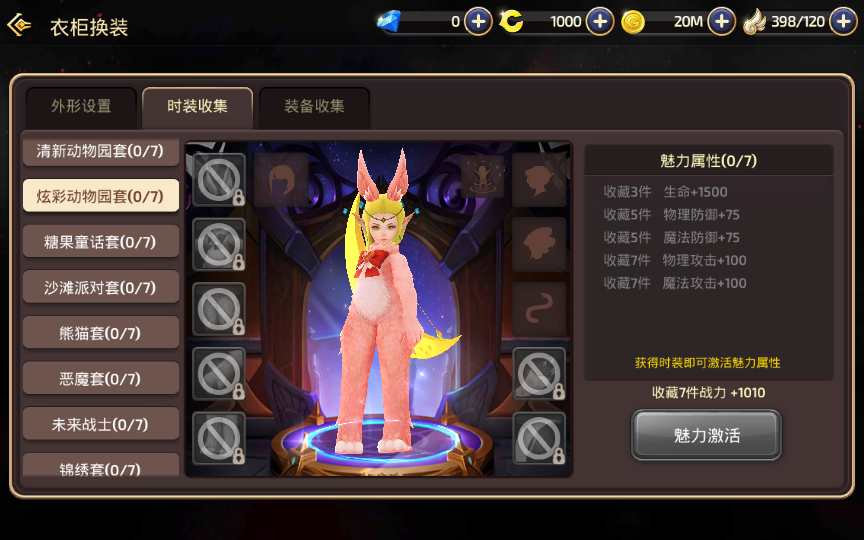 衣柜换装
0
1000
20M
398/120
外形设置
时装收集
装备收集
清新动物园套(0/7)
炫彩动物园套(0/7)
糖果童话套(0/7)
沙滩派对套(0/7)
熊猫套(0/7)
恶魔套(0/7)
未来战士(0/7)
锦绣套(0/7)
魅力属性(0/7)
收藏3件 生命+1500
收藏5件 物理防御+75
收藏5件 魔法防御+75
收藏7件 物理攻击+100
收藏7件 魔法攻击+100
获得时装即可激活魅力属性
收藏7件战力 +1010
魅力激活